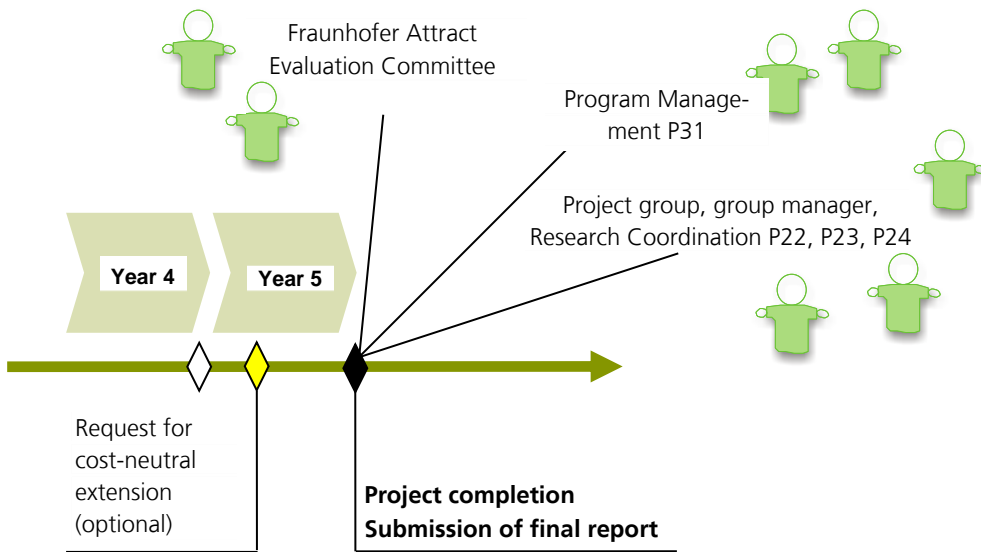 Fraunhofer Attract
Evaluation Committee
Program Manage-
ment P31
Project group, group manager,
Research Coordination P22, P23, P24
Year 4
Year 5
Request for
cost-neutral
extension
(optional)
Project completion
Submission of final report